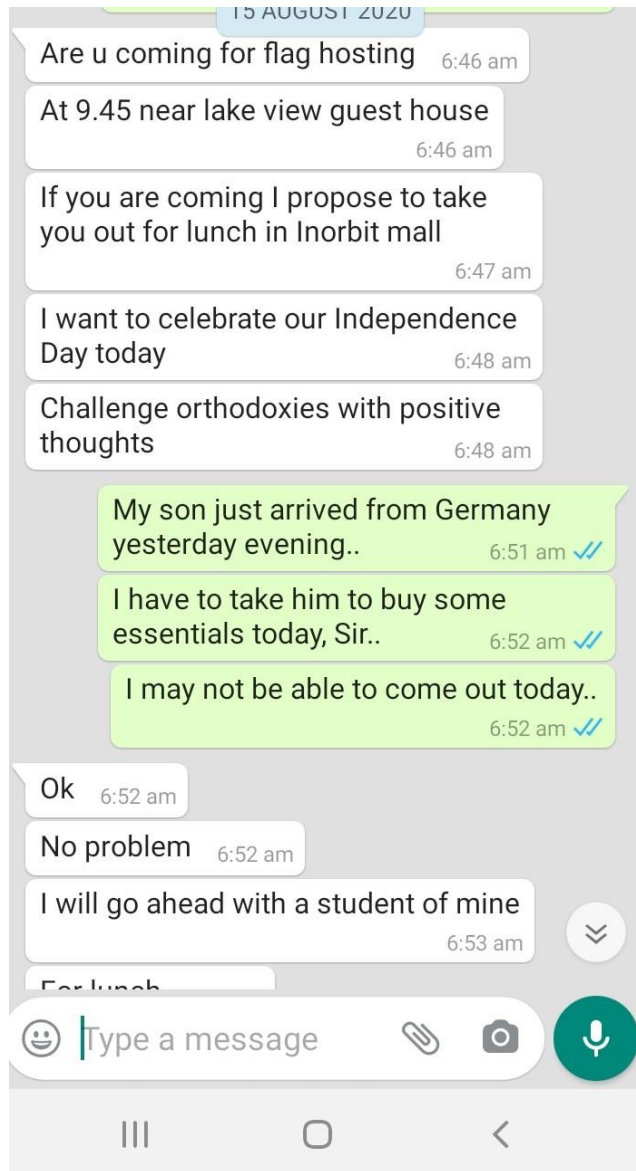 15 AUGUST 2020
Are u coming for flag hosting 6:46 am
At 9.45 near lake view guest house
6:46 am
If you are coming I propose to take
you out for lunch in Inorbit mall
6:47 am
I want to celebrate our Independence
Day today 6:48 am
Challenge orthodoxies with positive
thoughts 6:48 am
My son just arrived from Germany
yesterday evening.. 6:51 am
I have to take him to buy some
essentials today, Sir.. 6:52 am
I may not be able to come out today..
6:52 am
Ok 6:52 am
No problem 6:52 am
I will go ahead with a student of mine
6:53 am
For lunch
Type a message